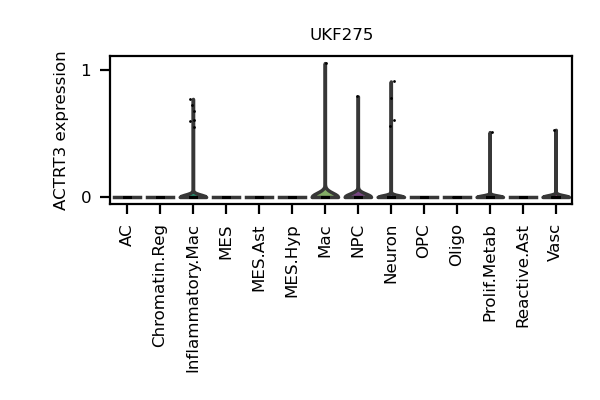 UKF275
ACTRT3 expression
1
0
AC
Chromatin.Reg
Inflammatory.Mac
MES
MES.Ast
MES.Hyp
Mac
NPC
Neuron
OPC
Oligo
Prolif.Metab
Reactive.Ast
Vasc